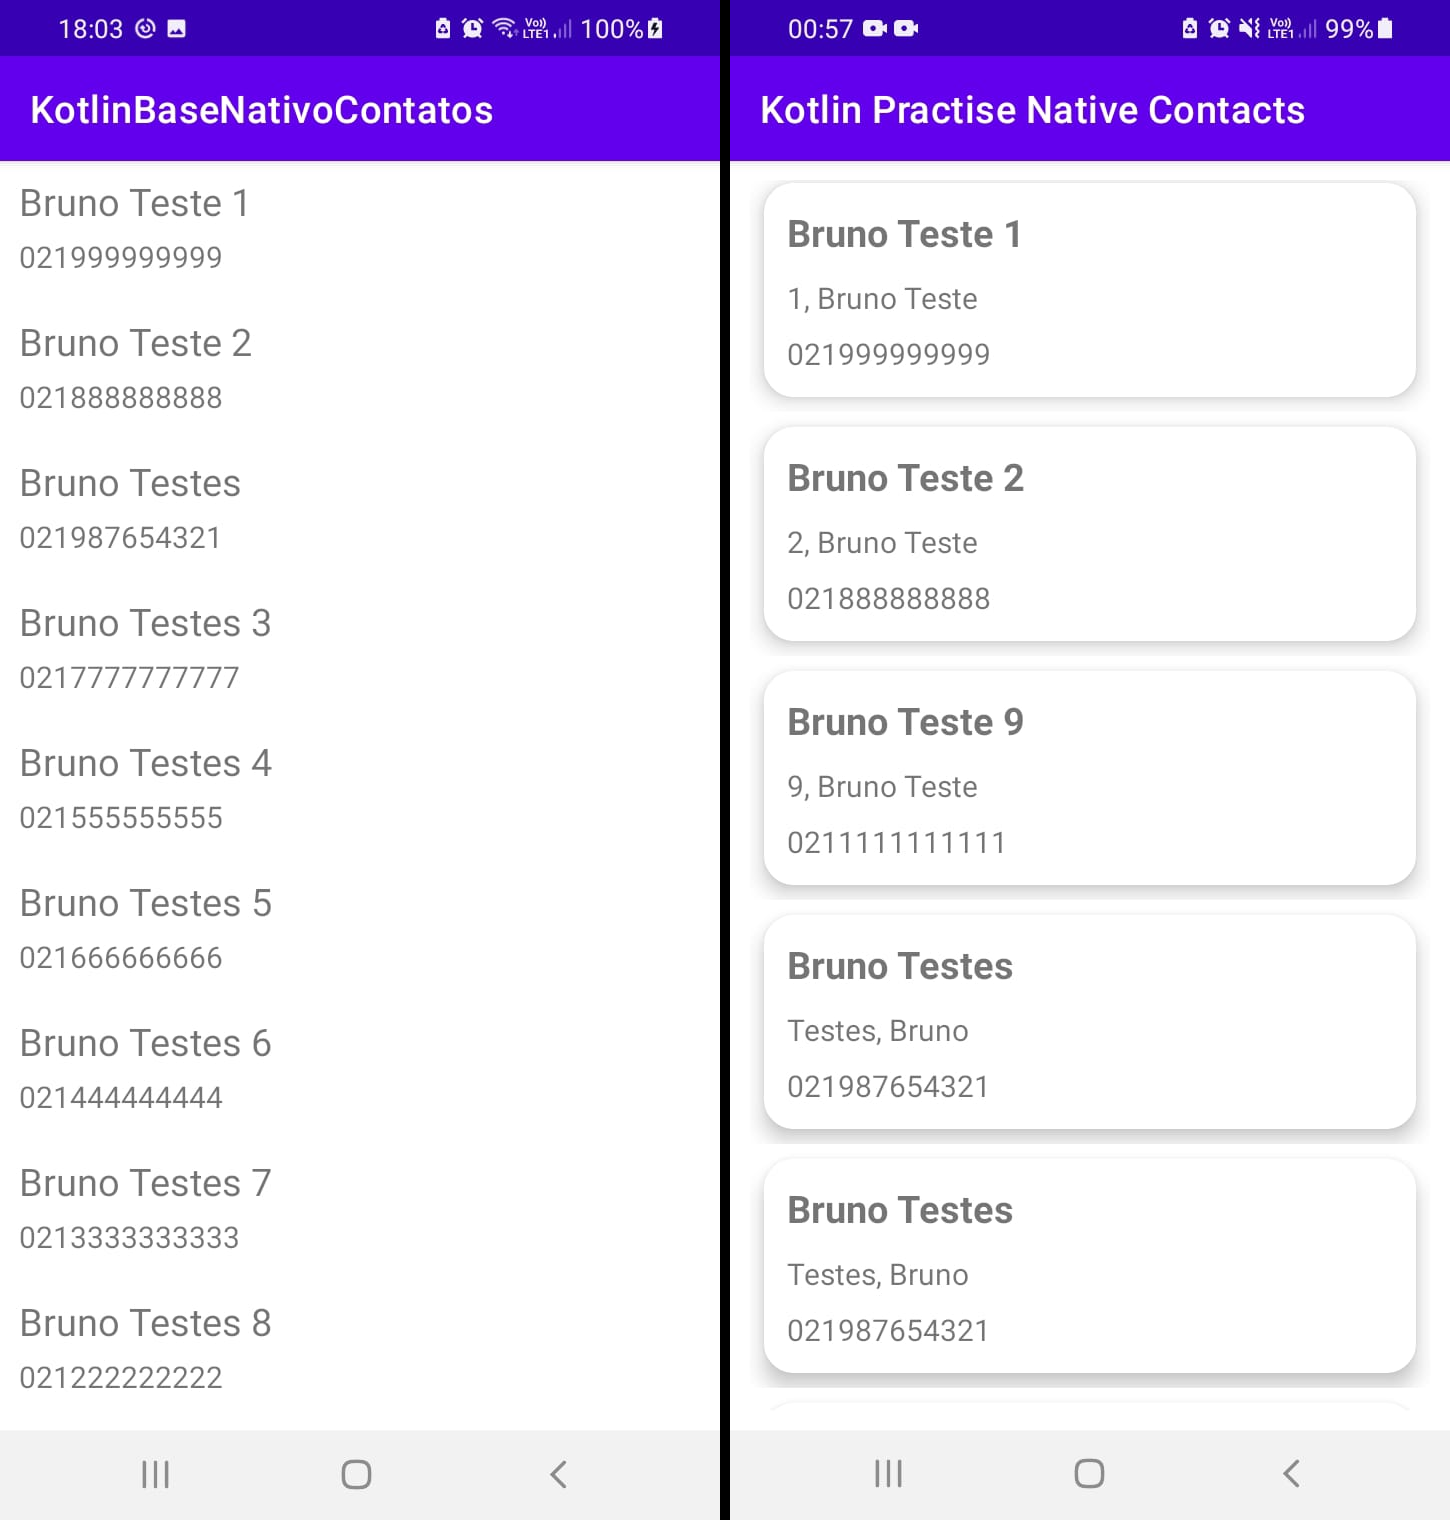 18:03
Vo))
LTE1
100%
KotlinBaseNativoContatos
Bruno Teste 1
021999999999
Bruno Teste 2
021888888888
Bruno Testes
021987654321
Bruno Testes 3
0217777777777
Bruno Testes 4
021555555555
Bruno Testes 5
021666666666
Bruno Testes 6
021444444444
Bruno Testes 7
0213333333333
Bruno Testes 8
021222222222
00:57
Vo))
LTE1
99%
Kotlin Practise Native Contacts
Bruno Teste 1
1, Bruno Teste
021999999999
Bruno Teste 2
2, Bruno Teste
021888888888
Bruno Teste 9
9, Bruno Teste
0211111111111
Bruno Testes
Testes, Bruno
021987654321
Bruno Testes
Testes, Bruno
021987654321